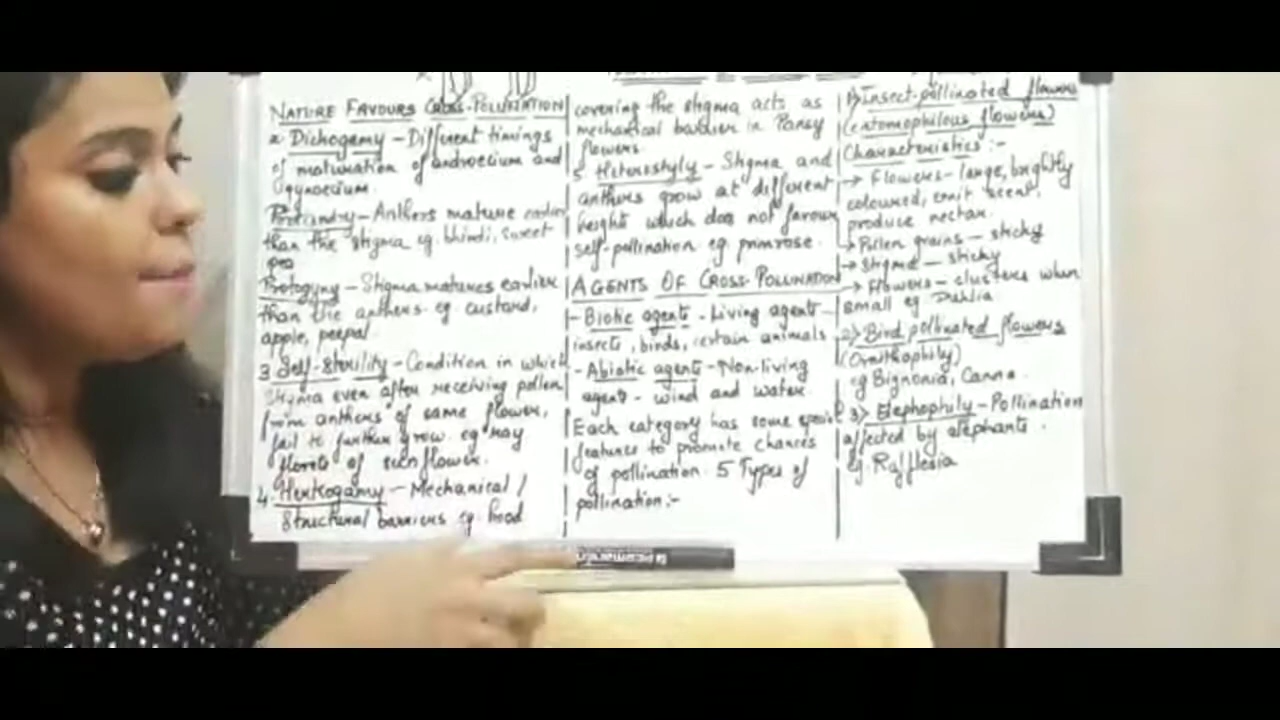 NATURE FAVOURS CROSS-POLLINATION
2. Dichogamy - Different timings
of maturation of androecium and
gynoecium.
Protandry - Anthers mature earlier
than the stigma eg. bhindi, sweet
pea
Protogyny - Stigma matures earlier
than the anthers. eg. custard,
apple, peepal
3. Self-Sterility - Condition in which
Stigma even after receiving pollen
from anthers of same flower,
fail to further grow. eg ray
florets of sunflower.
4. Herkogamy - Mechanical /
Structural barriers eg hood
covering the stigma acts as
mechanical barrier in Pansy
flowers.
5. Heterostyly - Stigma and
anthers grow at different
heights which does not favour
self-pollination eg. primrose.
AGENTS OF CROSS-POLLINATION
- Biotic agents - Living agent -
insects, birds, certain animals
- Abiotic agents - Non-living
agents - wind and water
Each category has some special
features to promote chances
of pollination. 5 Types of
pollination:-
1) Insect-pollinated flowers
(entomophilous flowers)
Characteristics:-
→ Flowers - large, brightly
coloured, emit scent,
produce nectar.
→ Pollen grains - sticky
→ Stigma - sticky
→ Flowers - clusters when
small eg. Dahlia
2) Bird pollinated flowers
(Ornithophily)
eg Bignonia, Canna.
3) Elephophily - Pollination
affected by elephants.
eg. Rafflesia